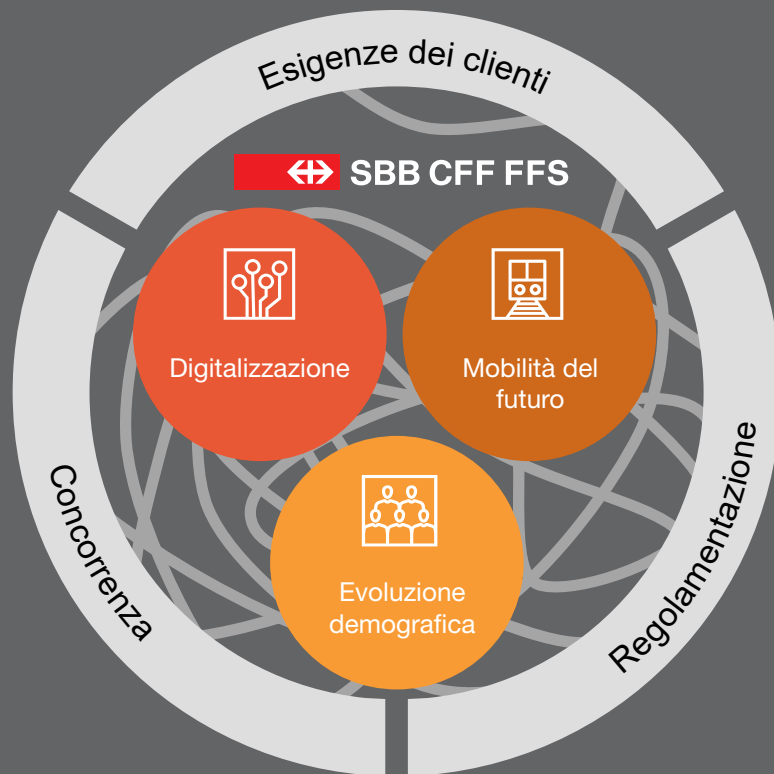 Esigenze dei clienti
SBB CFF FFS
Digitalizzazione
Mobilità del
futuro
Concorrenza
Regolamentazione
Evoluzione
demografica